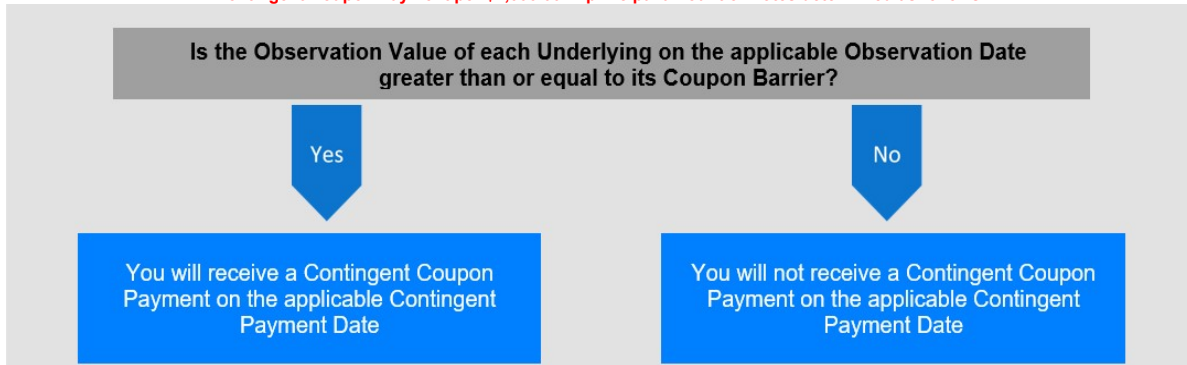 Is the Observation Value of each Underlying on the applicable Observation Date
greater than or equal to its Coupon Barrier?
Yes
No
You will receive a Contingent Coupon
Payment on the applicable Contingent
Payment Date
You will not receive a Contingent Coupon
Payment on the applicable Contingent
Payment Date